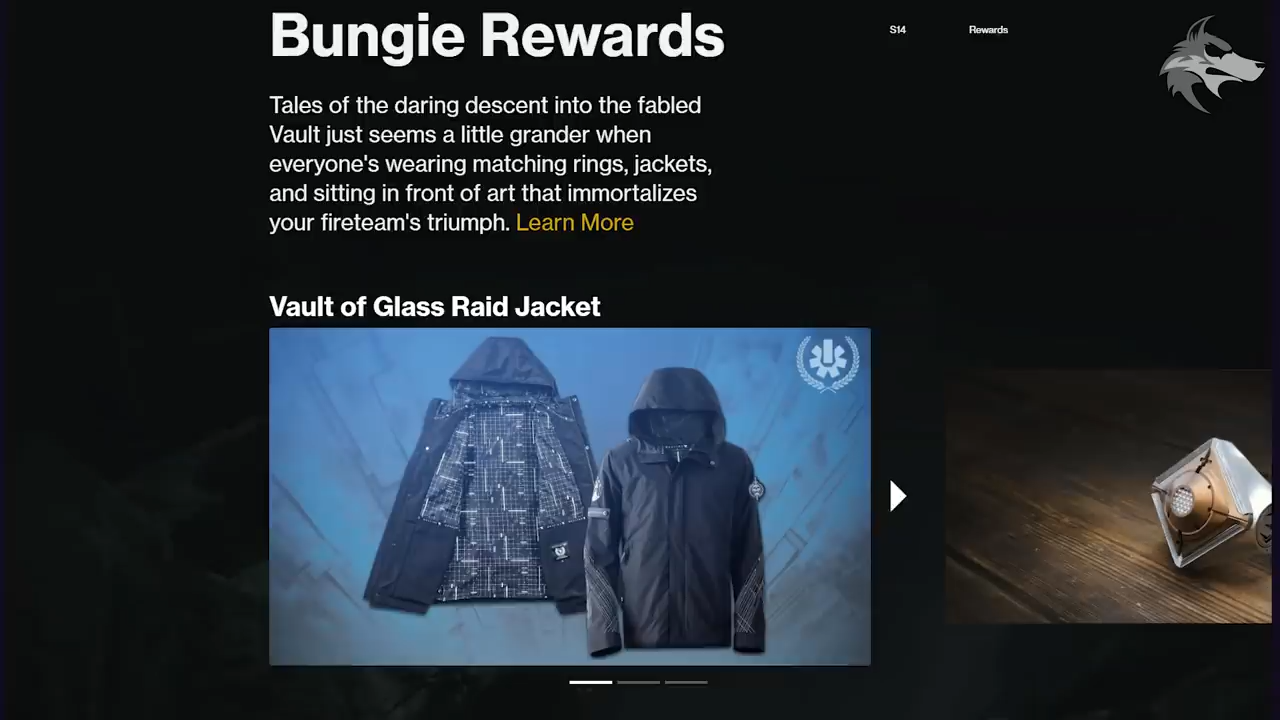 Bungie Rewards
S14
Rewards
Tales of the daring descent into the fabled
Vault just seems a little grander when
everyone's wearing matching rings, jackets,
and sitting in front of art that immortalizes
your fireteam's triumph. Learn More
Vault of Glass Raid Jacket